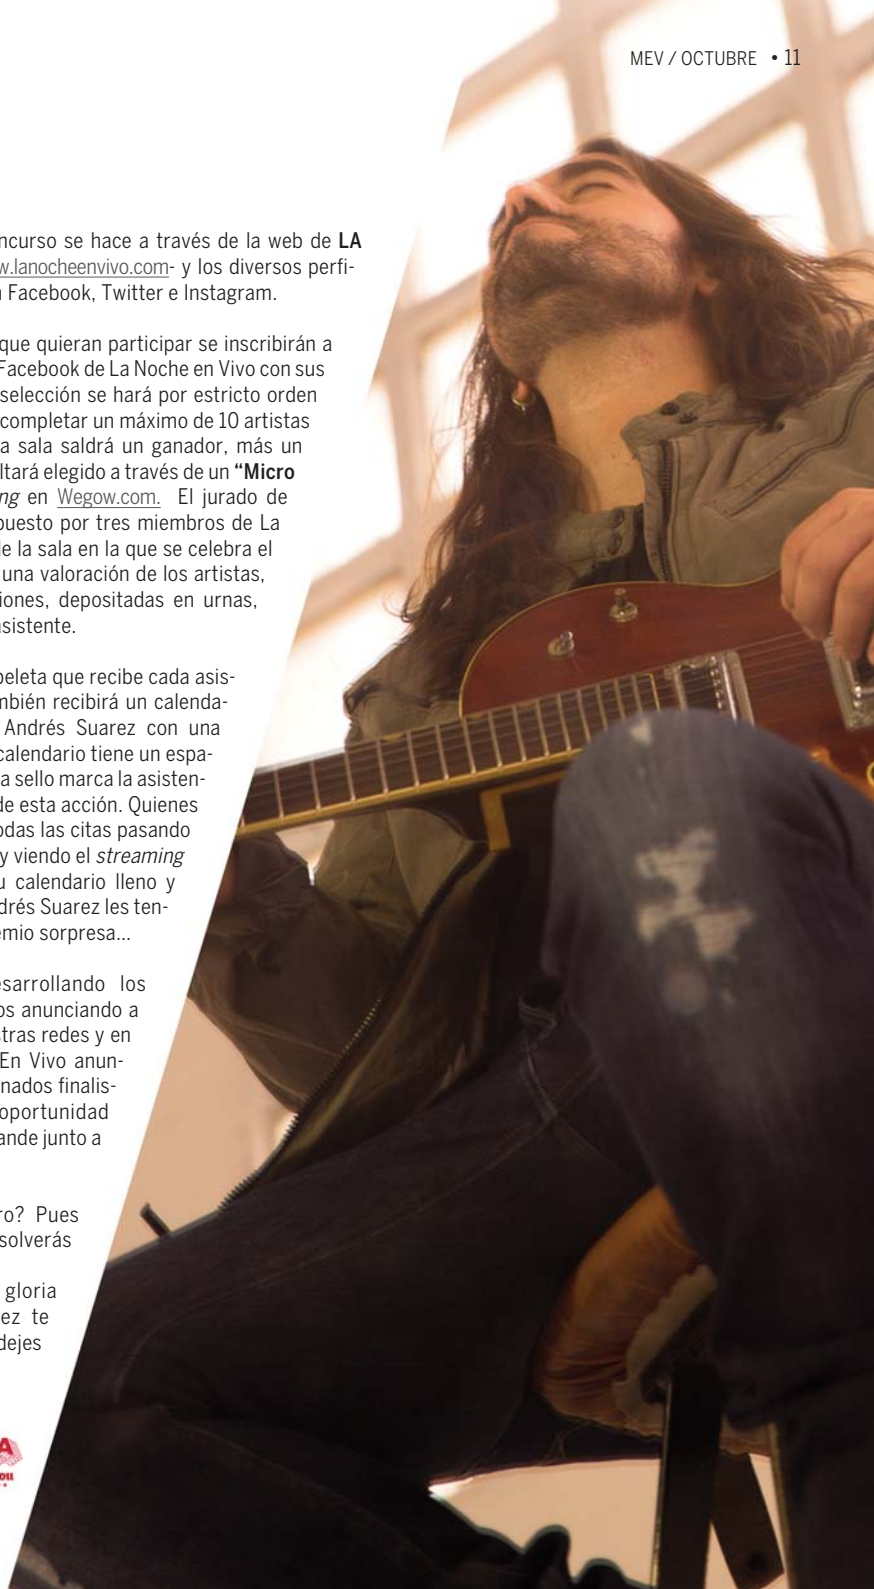 MEV / OCTUBRE • 11
ncurso se hace a través de la web de LA
w.lanocheenvivo.com- y los diversos perfi-
n Facebook, Twitter e Instagram.
que quieran participar se inscribirán a
Facebook de La Noche en Vivo con sus
selección se hará por estricto orden
completar un máximo de 10 artistas
a sala saldrá un ganador, más un
ltará elegido a través de un “Micro
ng en Wegow.com. El jurado de
puesto por tres miembros de La
de la sala en la que se celebra el
una valoración de los artistas,
iones, depositadas en urnas,
sistente.
peleta que recibe cada asis-
mbién recibirá un calenda-
Andrés Suarez con una
calendario tiene un espa-
a sello marca la asisten-
de esta acción. Quienes
odas las citas pasando
y viendo el streaming
u calendario lleno y
drés Suarez les ten-
emio sorpresa...
esarrollando los
os anunciando a
stras redes y en
En Vivo anun-
nados finalis-
oportunidad
ande junto a
ro? Pues
solverás
gloria
ez te
dejes
A
ou